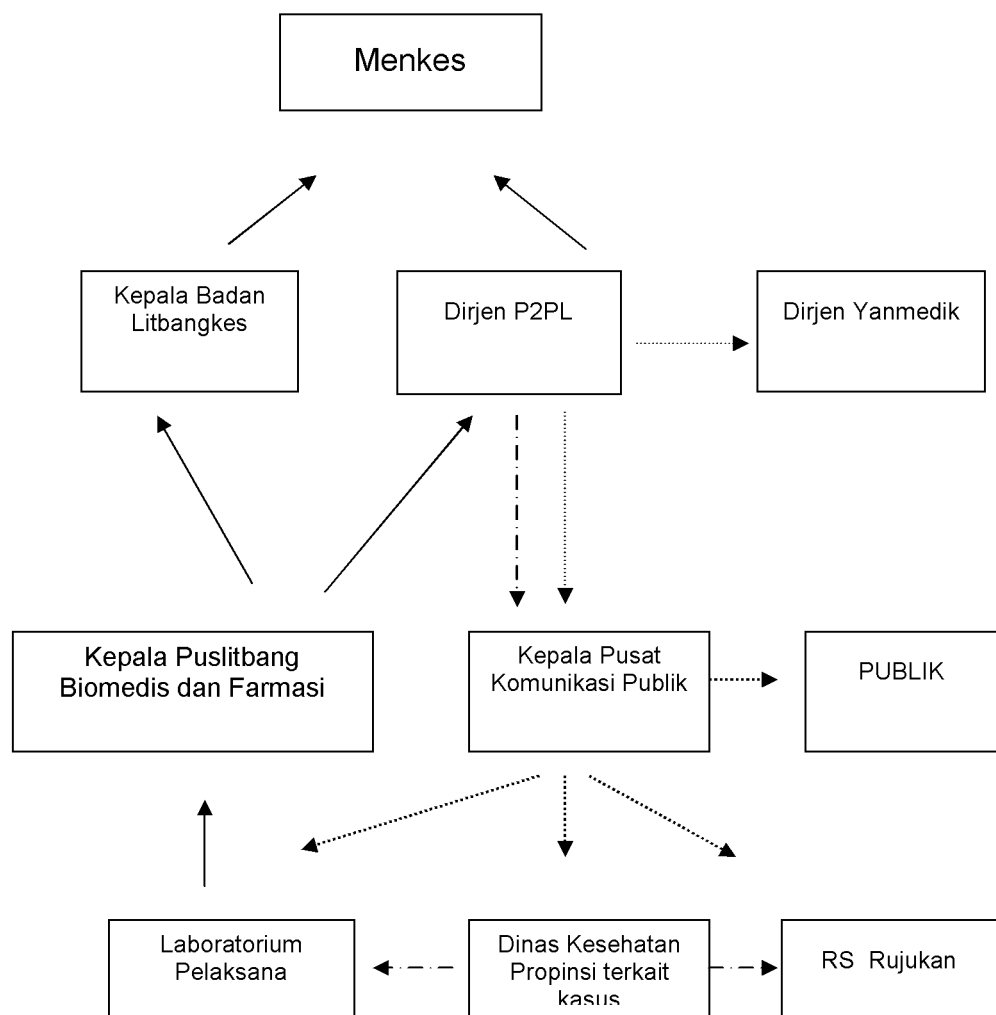 Menkes
Kepala Badan
Litbangkes
Dirjen P2PL
Dirjen Yanmedik
Kepala Puslitbang
Biomedis dan Farmasi
Kepala Pusat
Komunikasi Publik
PUBLIK
Laboratorium
Pelaksana
Dinas Kesehatan
Propinsi terkait
kasus
RS Rujukan